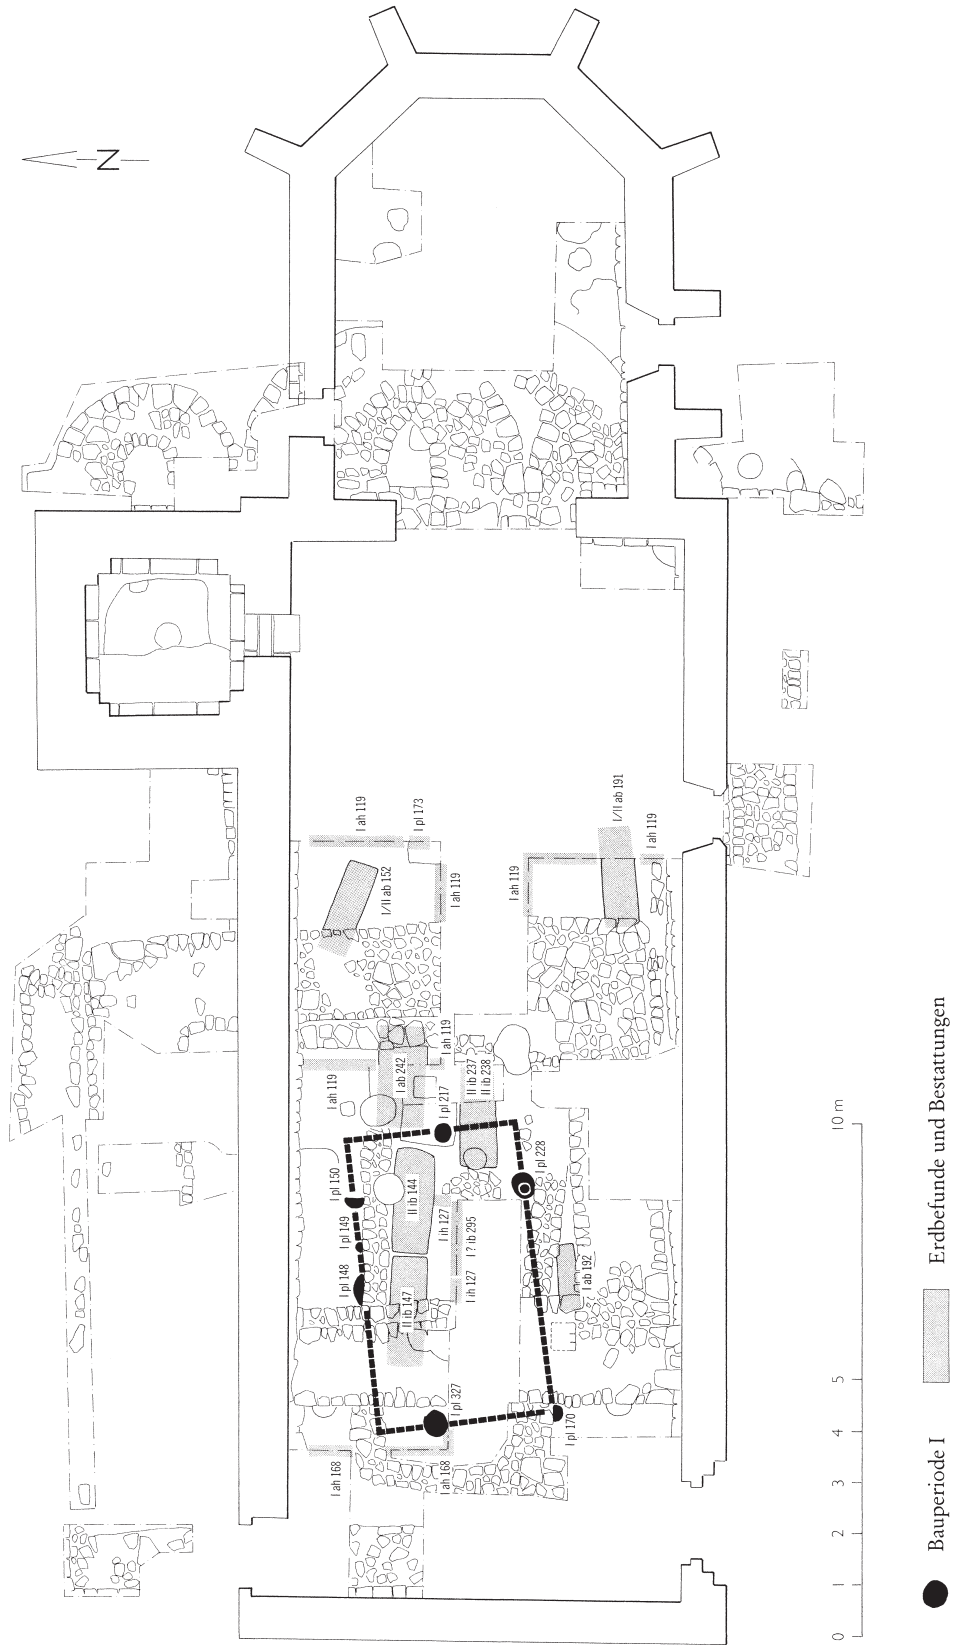 N
I ah 119
I pl 173
I/II ab 191
I ah 119
I/II ab 152
I ah 119
I ah 119
I ah 119
I ah 119
I ab 242
II ib 237
II ib 238
I pl 217
I pl 150
I pl 228
I pl 149
II ib 144
I ih 127
I ? ib 295
I pl 148
I ih 127
I ab 192
II ib 147
I pl 327
I pl 170
I ah 168
I ah 168
0 1 2 3 4 5 10 m
Bauperiode I
Erdbefunde und Bestattungen